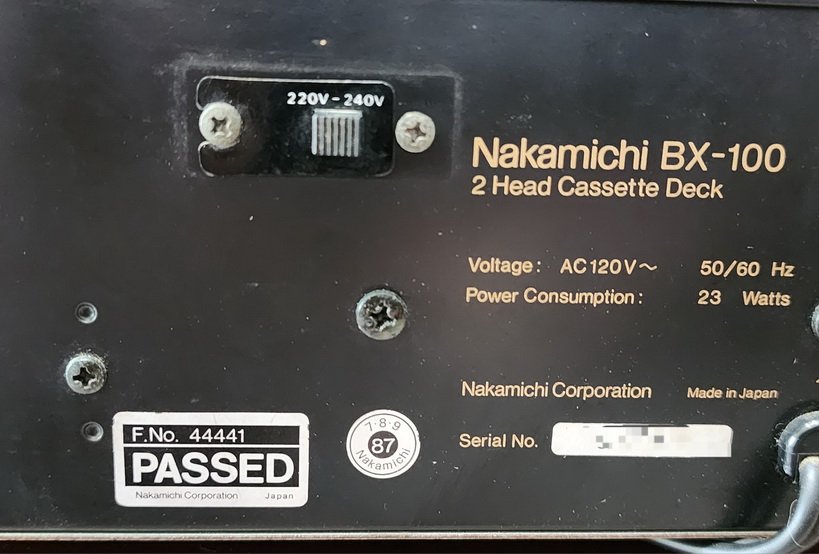 220V-240V
Nakamichi BX-100
2 Head Cassette Deck
Voltage: AC120V~ 50/60 Hz
Power Consumption: 23 Watts
Nakamichi Corporation Made in Japan
Serial No.
F.No. 44441
PASSED
Nakamichi Corporation Japan
7·8·9
87
Nakamichi